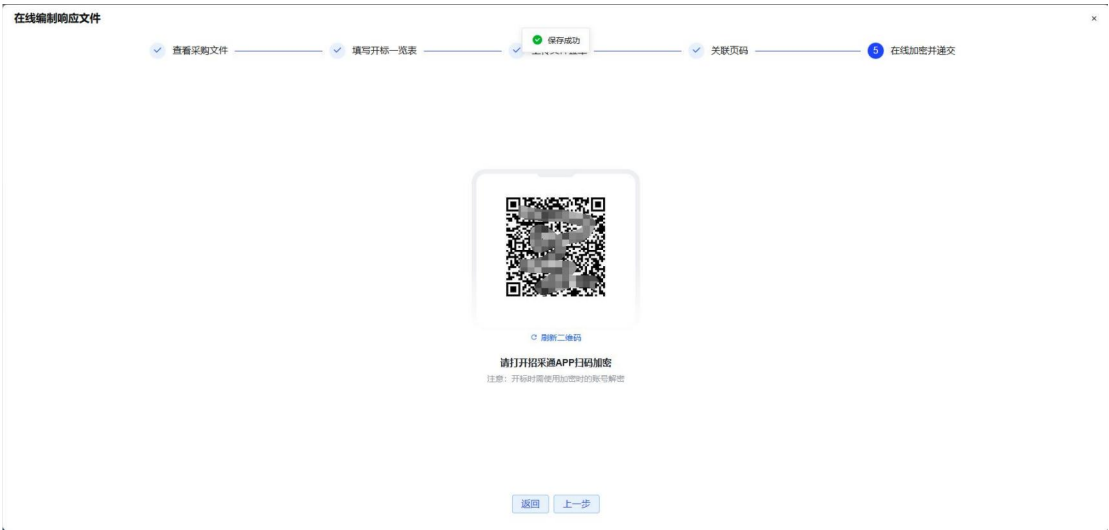 在线编制响应文件
×
保存成功
查看采购文件
填写开标一览表
关联页码
5 在线加密并递交
刷新二维码
请打开招采通APP扫码加密
注意：开标时需使用加密时的账号解密
返回 上一步